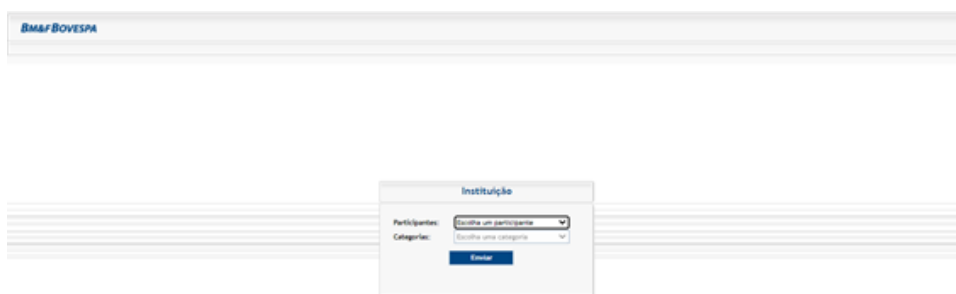 BM&FBOVESPA
Instituição
Participantes: Escolha um participante
Categorias: Escolha uma categoria
Enviar